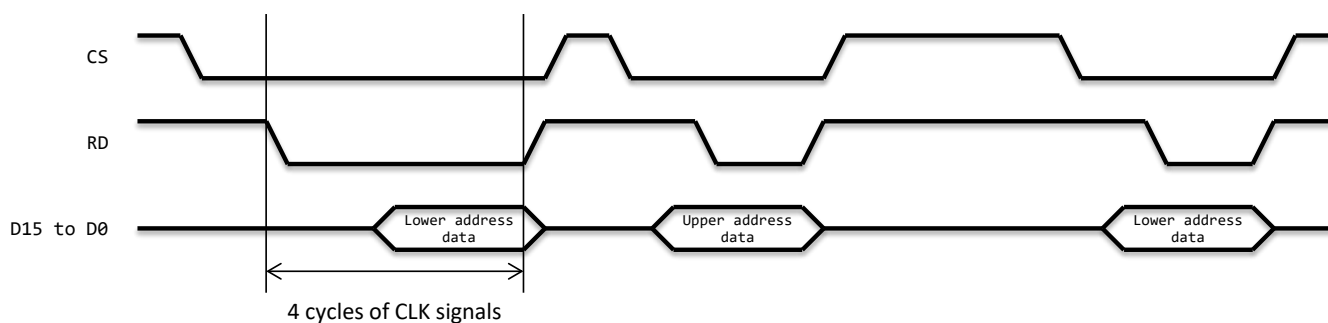 CS
RD
D15 to D0
Lower address
data
Upper address
data
Lower address
data
4 cycles of CLK signals